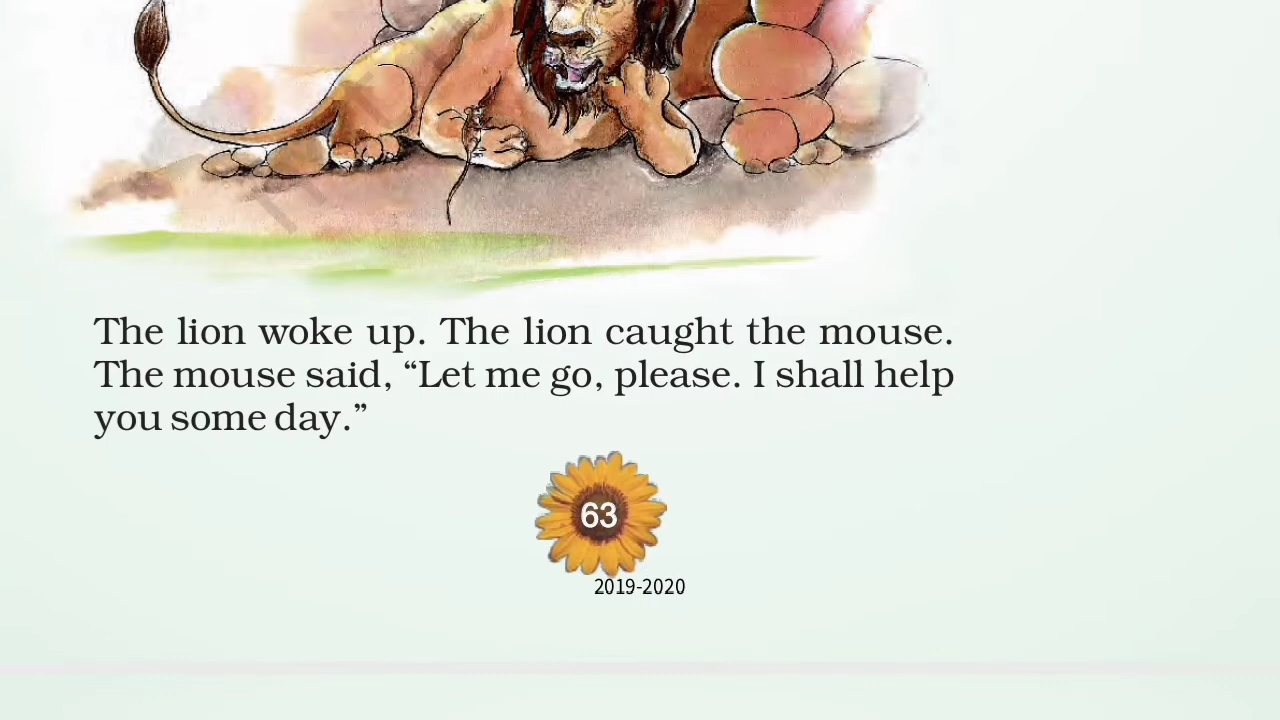 The lion woke up. The lion caught the mouse.
The mouse said, “Let me go, please. I shall help
you some day.”
63
2019-2020